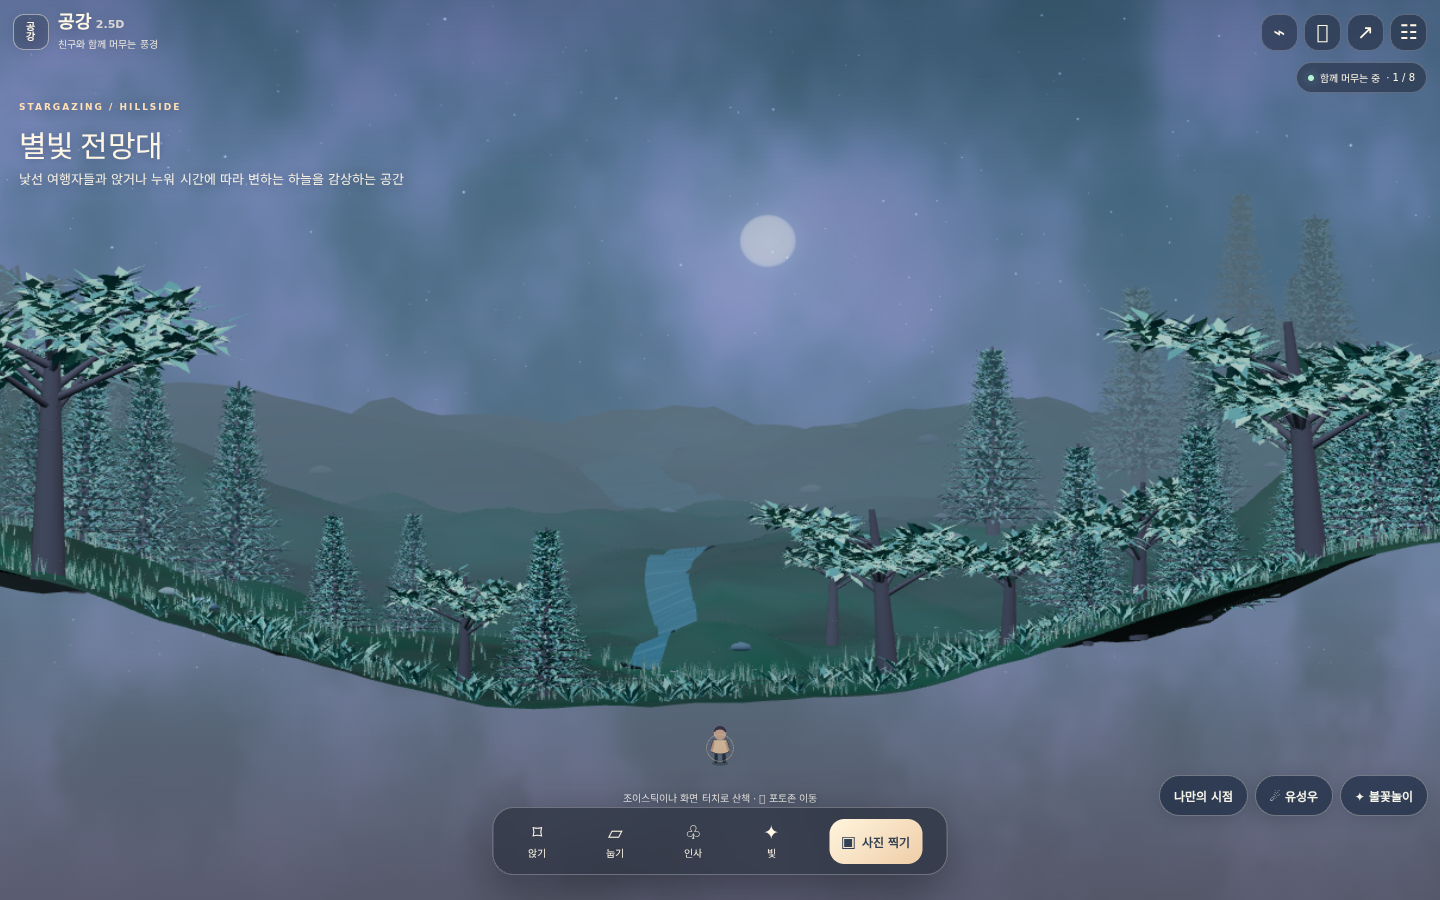 공
강
공강 2.5D
친구와 함께 머무는 풍경
함께 머무는 중 · 1 / 8
STARGAZING / HILLSIDE
별빛 전망대
낯선 여행자들과 앉거나 누워 시간에 따라 변하는 하늘을 감상하는 공간
나만의 시점
유성우
불꽃놀이
조이스틱이나 화면 터치로 산책 · 포토존 이동
앉기
눕기
인사
빛
사진 찍기